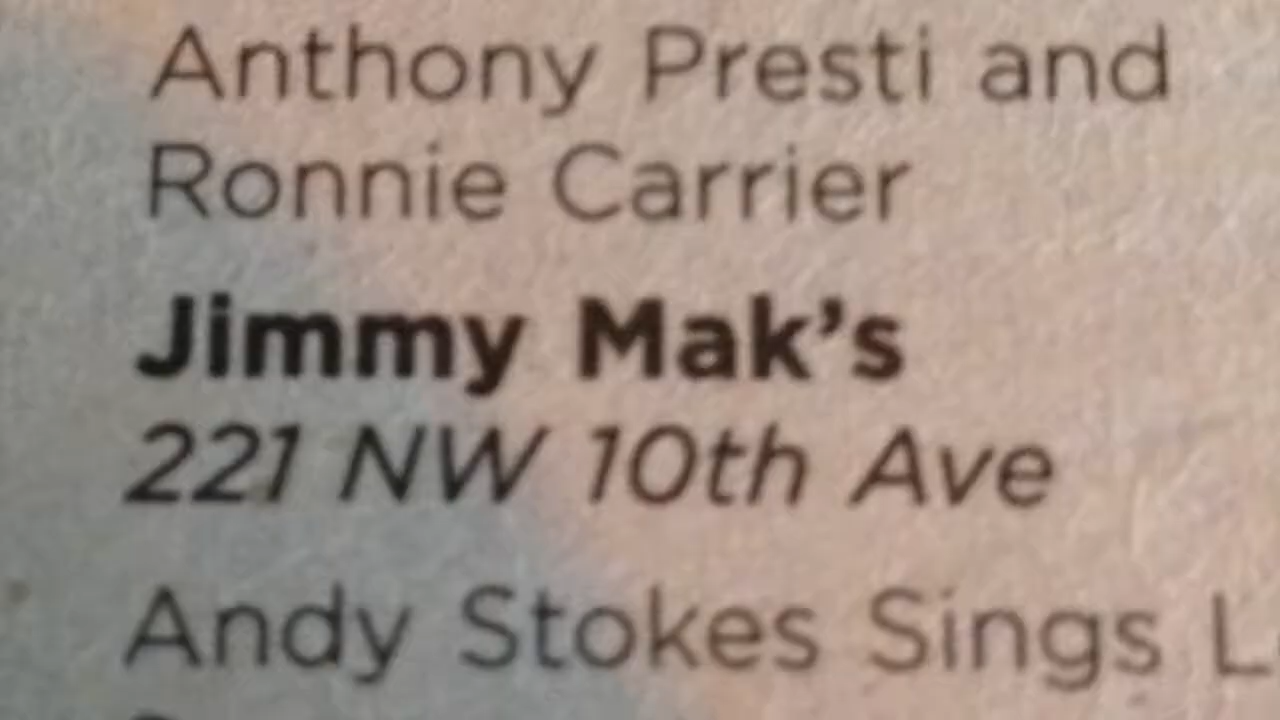 Anthony Presti and
Ronnie Carrier
Jimmy Mak's
221 NW 10th Ave
Andy Stokes Sings